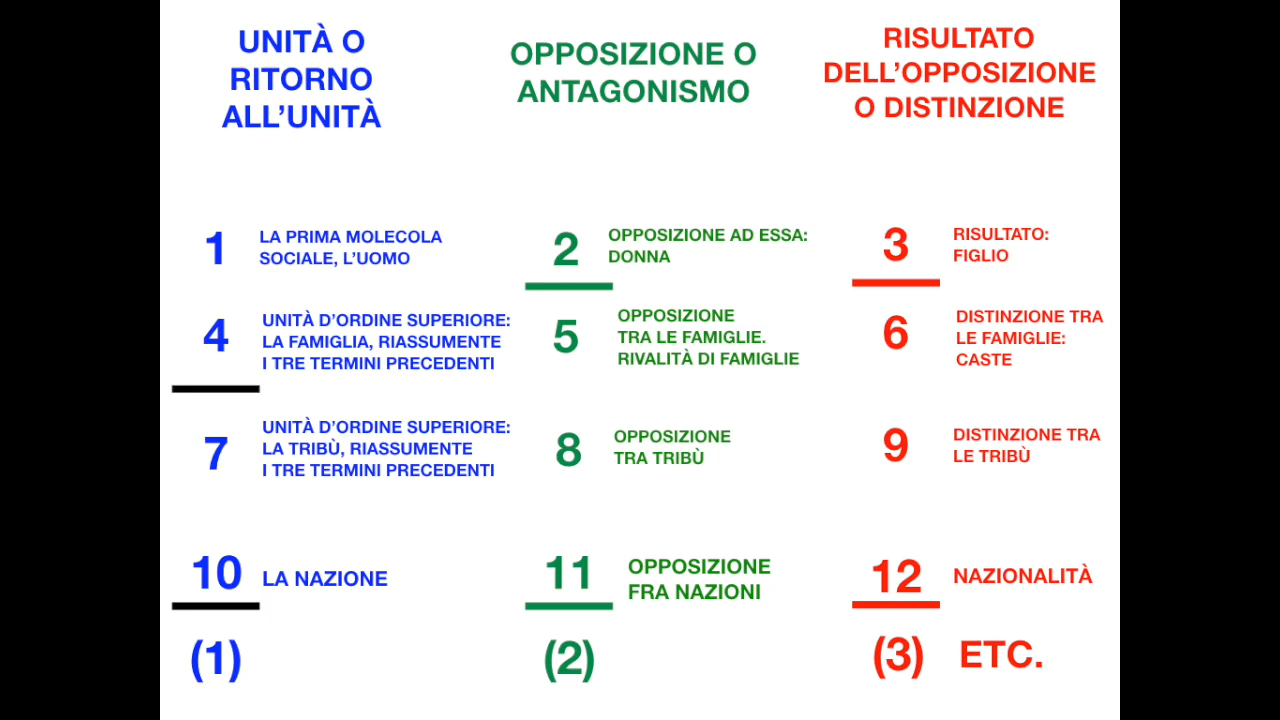 UNITÀ O
RITORNO
ALL'UNITÀ
OPPOSIZIONE O
ANTAGONISMO
RISULTATO
DELL'OPPOSIZIONE
O DISTINZIONE
1
LA PRIMA MOLECOLA
SOCIALE, L'UOMO
2
OPPOSIZIONE AD ESSA:
DONNA
3
RISULTATO:
FIGLIO
4
UNITÀ D'ORDINE SUPERIORE:
LA FAMIGLIA, RIASSUMENTE
I TRE TERMINI PRECEDENTI
5
OPPOSIZIONE
TRA LE FAMIGLIE.
RIVALITÀ DI FAMIGLIE
6
DISTINZIONE TRA
LE FAMIGLIE:
CASTE
7
UNITÀ D'ORDINE SUPERIORE:
LA TRIBÙ, RIASSUMENTE
I TRE TERMINI PRECEDENTI
8
OPPOSIZIONE
TRA TRIBÙ
9
DISTINZIONE TRA
LE TRIBÙ
10
LA NAZIONE
11
OPPOSIZIONE
FRA NAZIONI
12
NAZIONALITÀ
(1)
(2)
(3)
ETC.